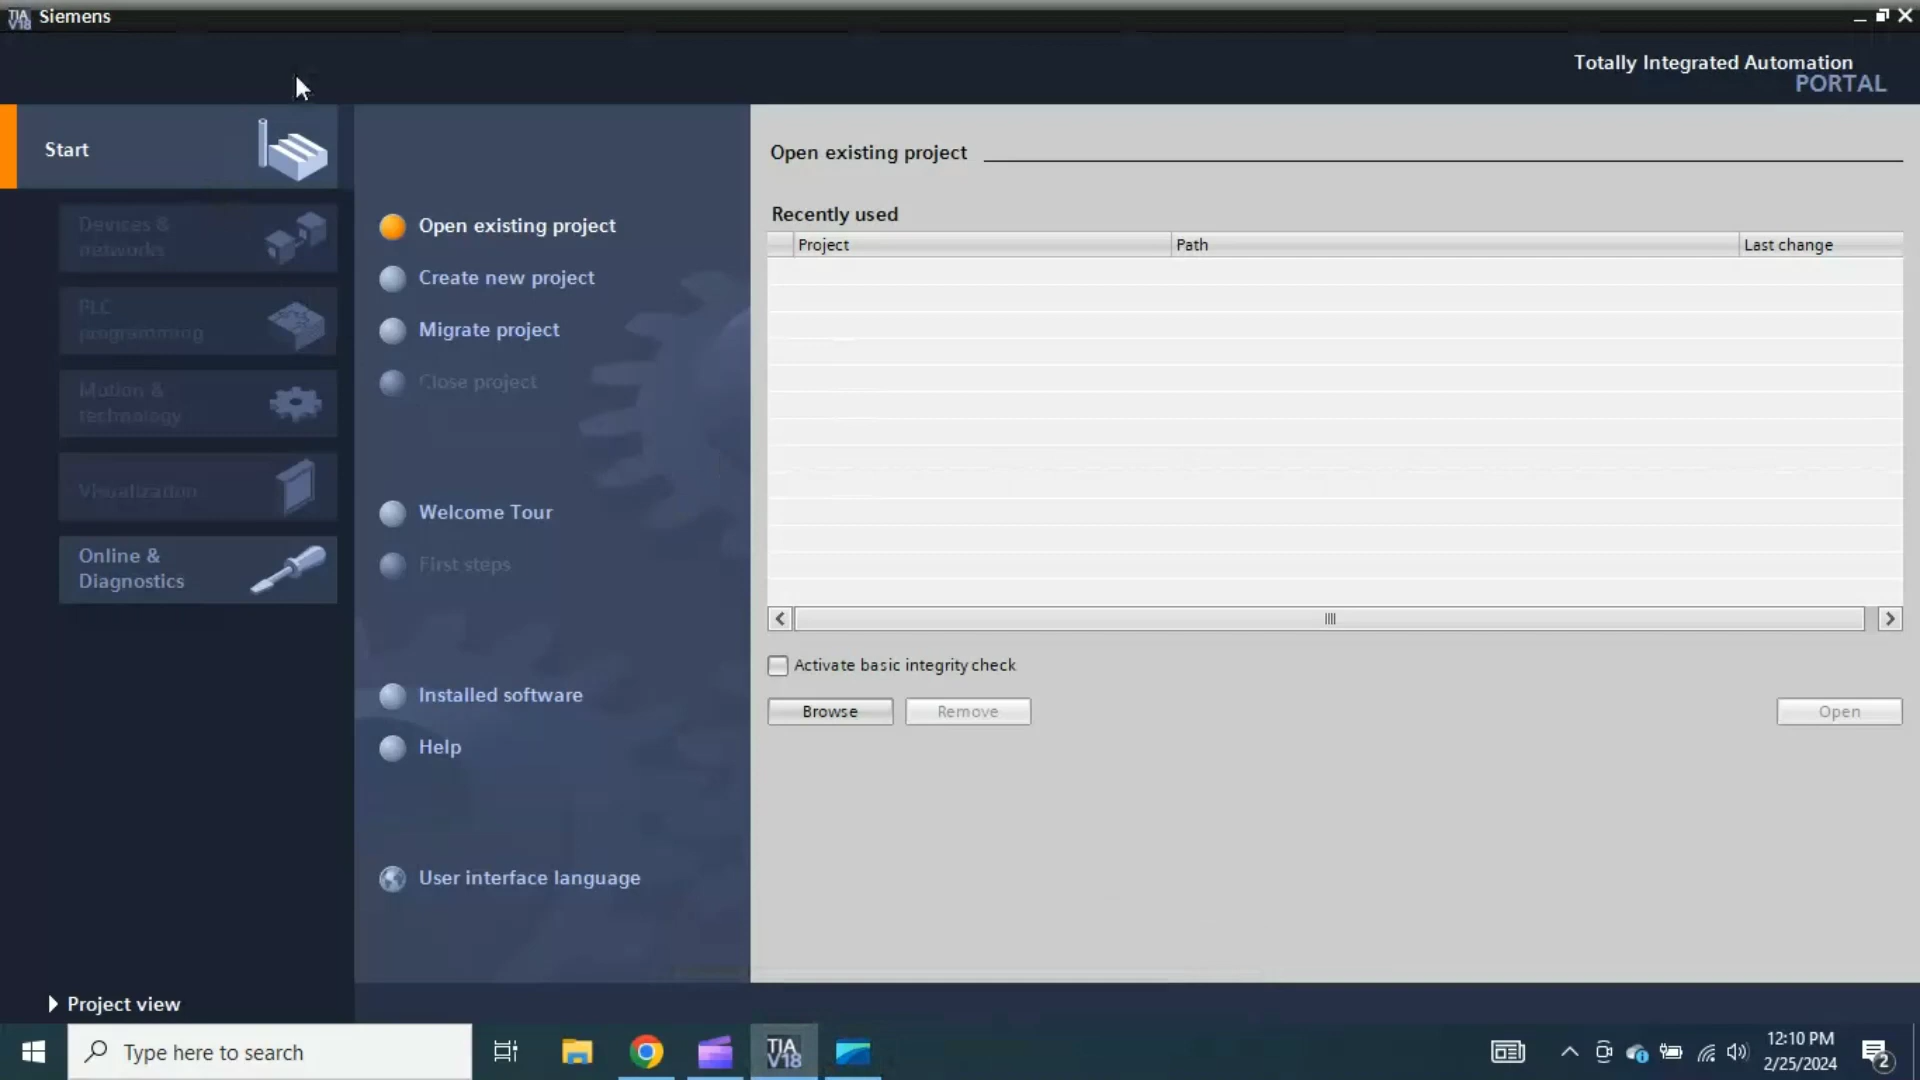 TIA V18 Siemens
Totally Integrated Automation
PORTAL
Start
Devices &
networks
PLC
programming
Motion &
technology
Visualization
Online &
Diagnostics
Open existing project
Create new project
Migrate project
Close project
Welcome Tour
First steps
Installed software
Help
User interface language
Open existing project
Recently used
Project Path Last change
Activate basic integrity check
Browse Remove Open
Project view
Type here to search
TIA
V18
12:10 PM
2/25/2024
2